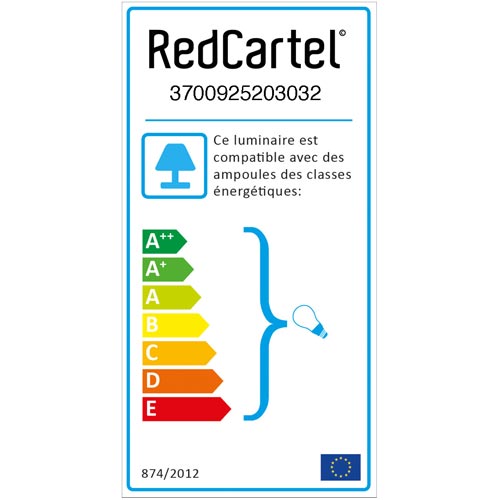 RedCartel©
3700925203032
Ce luminaire est
compatible avec des
ampoules des classes
énergétiques:
A++
A+
A
B
C
D
E
874/2012